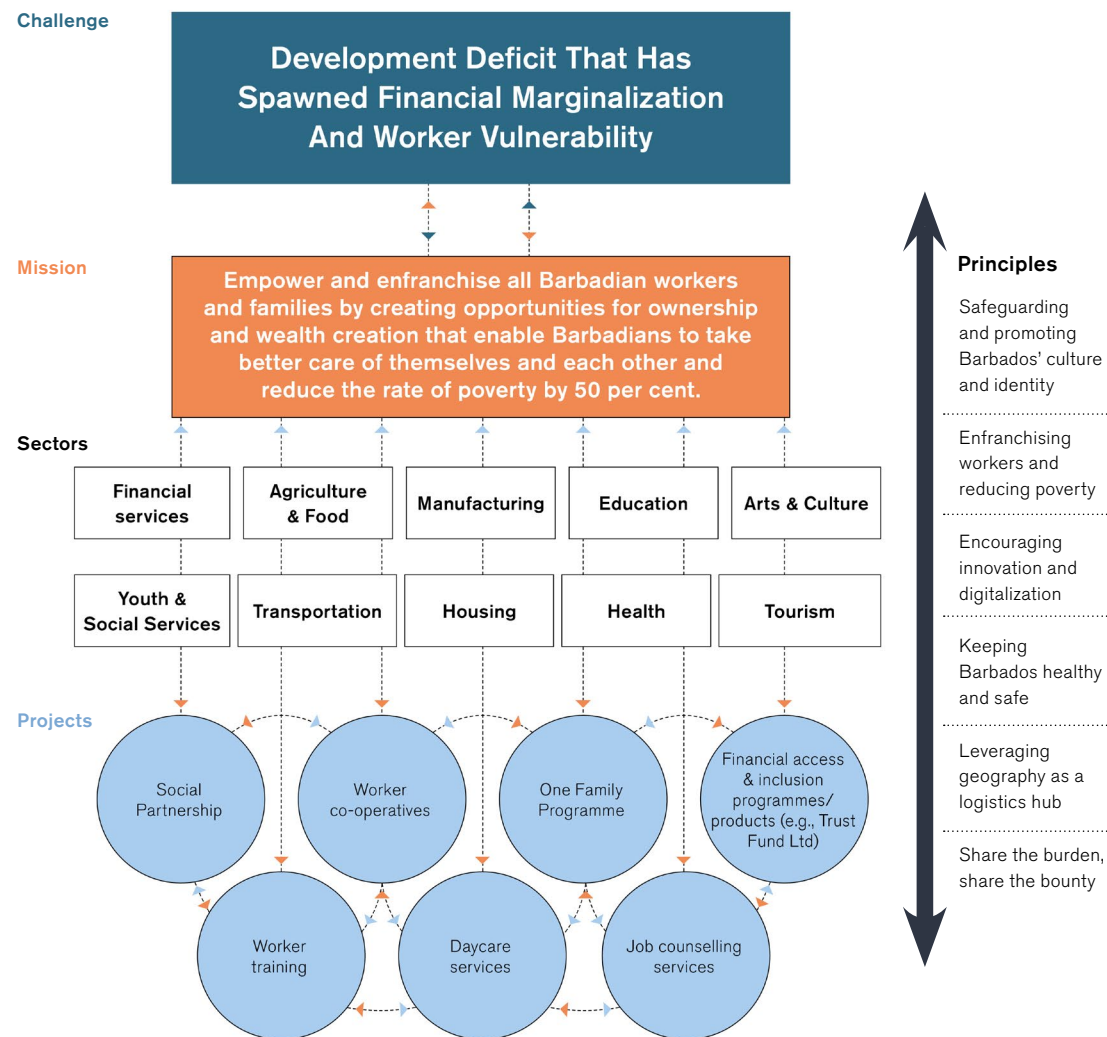 Challenge
Development Deficit That Has
Spawned Financial Marginalization
And Worker Vulnerability
Mission
Empower and enfranchise all Barbadian workers
and families by creating opportunities for ownership
and wealth creation that enable Barbadians to take
better care of themselves and each other and
reduce the rate of poverty by 50 per cent.
Sectors
Financial
services
Agriculture
& Food
Manufacturing
Education
Arts & Culture
Youth &
Social Services
Transportation
Housing
Health
Tourism
Projects
Social
Partnership
Worker
co-operatives
One Family
Programme
Financial access
& inclusion
programmes/
products (e.g., Trust
Fund Ltd)
Worker
training
Daycare
services
Job counselling
services
Principles
Safeguarding
and promoting
Barbados' culture
and identity
Enfranchising
workers and
reducing poverty
Encouraging
innovation and
digitalization
Keeping
Barbados healthy
and safe
Leveraging
geography as a
logistics hub
Share the burden,
share the bounty